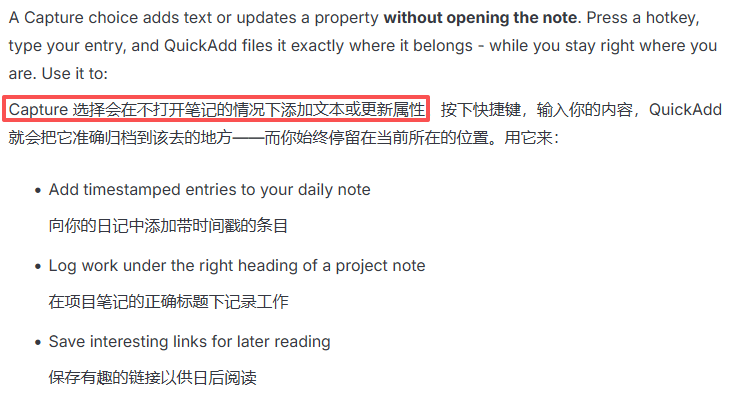 A Capture choice adds text or updates a property without opening the note. Press a hotkey,
type your entry, and QuickAdd files it exactly where it belongs - while you stay right where you
are. Use it to:
Capture 选择会在不打开笔记的情况下添加文本或更新属性 按下快捷键，输入你的内容，QuickAdd
就会把它准确归档到该去的地方——而你始终停留在当前所在的位置。用它来：
• Add timestamped entries to your daily note
向你的日记中添加带时间戳的条目
• Log work under the right heading of a project note
在项目笔记的正确标题下记录工作
• Save interesting links for later reading
保存有趣的链接以供日后阅读